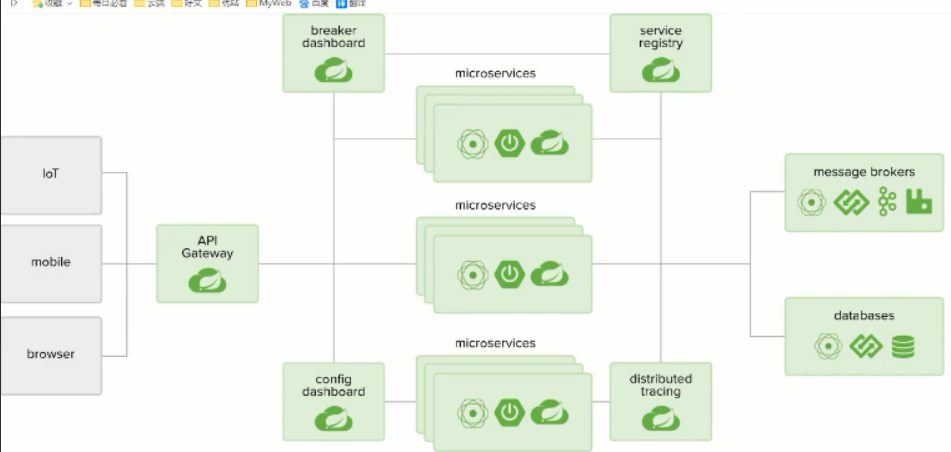 收藏
每日必看
云端
好文
优站
MyWeb
百度
翻译
breaker
dashboard
service
registry
microservices
IoT
message brokers
microservices
API
Gateway
mobile
databases
microservices
browser
config
dashboard
distributed
tracing